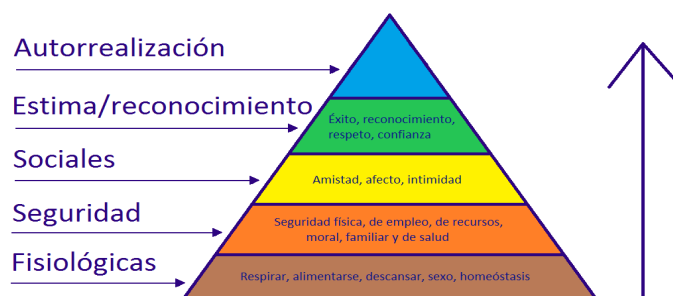 Autorrealización
Estima/reconocimiento
Éxito, reconocimiento,
respeto, confianza
Sociales
Amistad, afecto, intimidad
Seguridad
Seguridad física, de empleo, de recursos,
moral, familiar y de salud
Fisiológicas
Respirar, alimentarse, descansar, sexo, homeóstasis